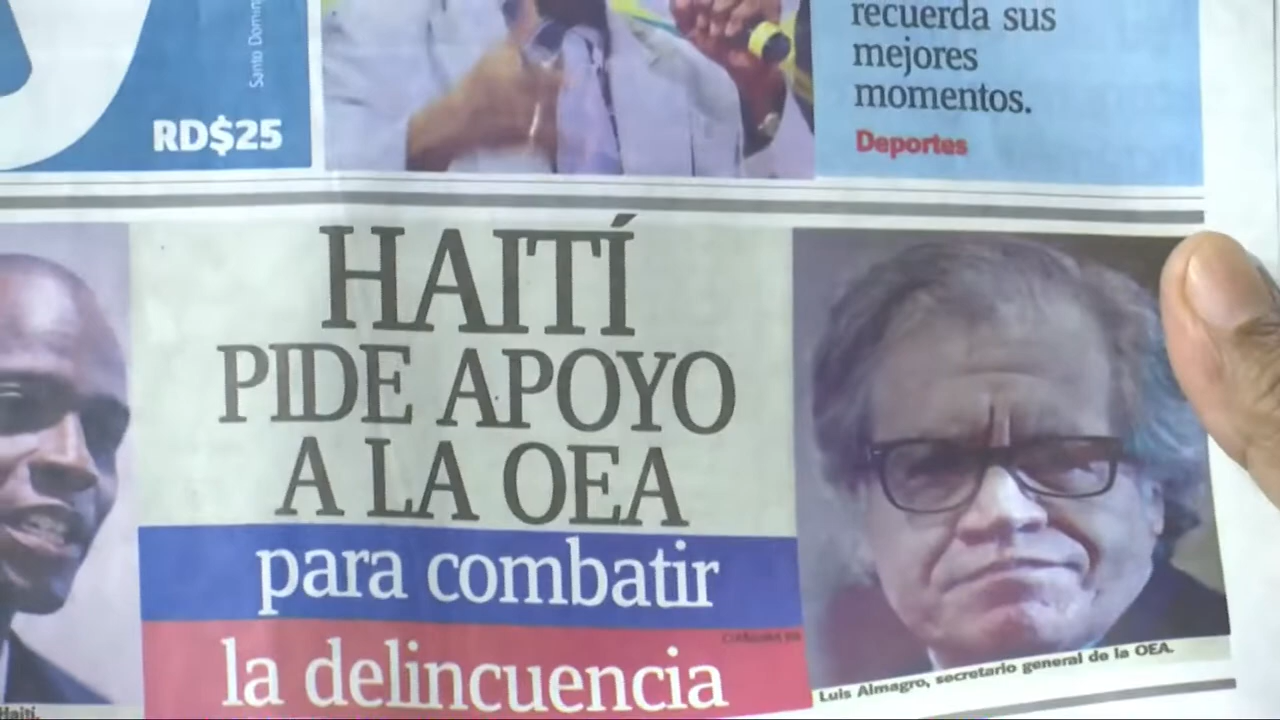 recuerda sus
mejores
momentos.
Deportes
Santo Domin
RD$25
HAITÍ
PIDE APOYO
A LA OEA
para combatir
la delincuencia
Luis Almagro, secretario general de la OEA.
Haití.